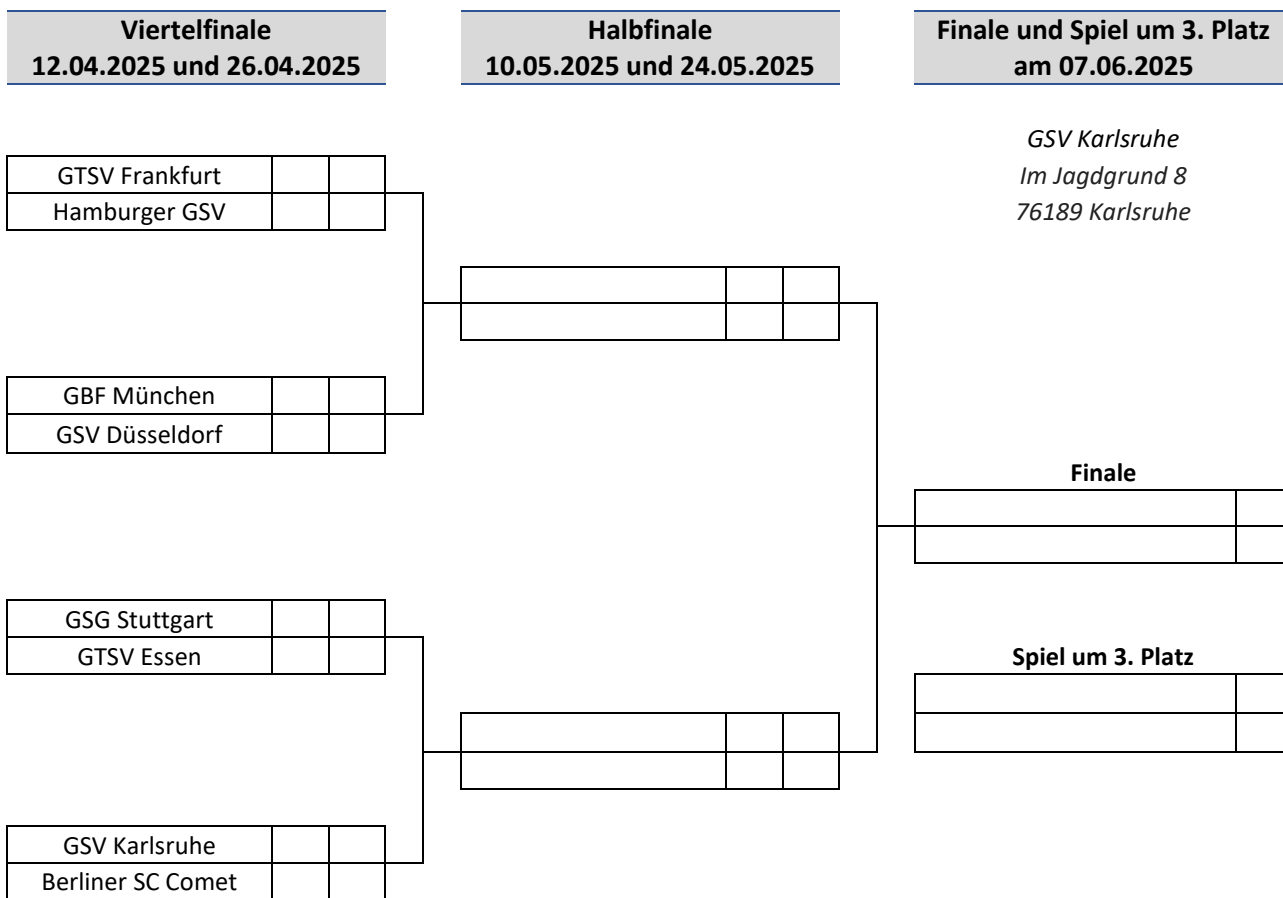 Viertelfinale
12.04.2025 und 26.04.2025
Halbfinale
10.05.2025 und 24.05.2025
Finale und Spiel um 3. Platz
am 07.06.2025
GSV Karlsruhe
Im Jagdgrund 8
76189 Karlsruhe
GTSV Frankfurt
Hamburger GSV
GBF München
GSV Düsseldorf
Finale
GSG Stuttgart
GTSV Essen
Spiel um 3. Platz
GSV Karlsruhe
Berliner SC Comet